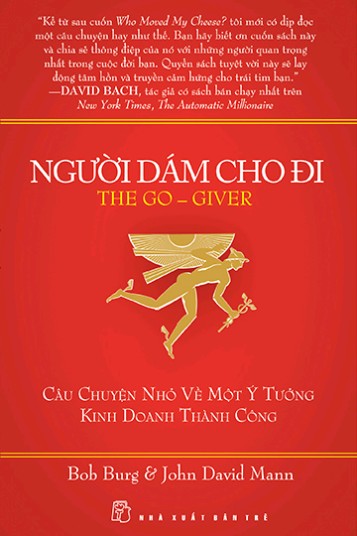 “Kể từ sau cuốn Who Moved My Cheese? tôi mới có dịp đọc
một câu chuyện hay như thế. Bạn hãy biết ơn cuốn sách này
và chia sẻ thông điệp của nó với những người quan trọng
nhất trong cuộc đời bạn. Quyển sách tuyệt vời này sẽ lay
động tâm hồn và truyền cảm hứng cho trái tim bạn.”
—DAVID BACH, tác giả có sách bán chạy nhất trên
New York Times, The Automatic Millionaire
NGƯỜI DÁM CHO ĐI
THE GO – GIVER
CÂU CHUYỆN NHỎ VỀ MỘT Ý TƯỞNG
KINH DOANH THÀNH CÔNG
Bob Burg & John David Mann
NHÀ XUẤT BẢN TRẺ